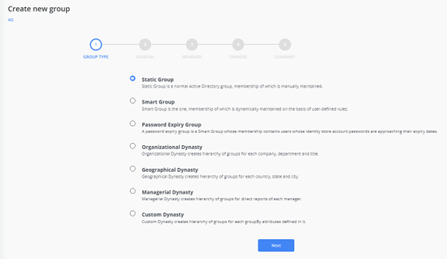 Create new group
AD
1 2 3 4 5
GROUP TYPE GENERAL MEMBERS OWNERS SUMMARY
Static Group
Static Group is a normal active Directory group, membership of which is manually maintained.
Smart Group
Smart Group is the one, membership of which is dynamically maintained on the basis of user-defined rules.
Password Expiry Group
A password expiry group is a Smart Group whose membership contains users whose identity store account passwords are approaching their expiry dates.
Organizational Dynasty
Organizational Dynasty creates hierarchy of groups for each company, department and title.
Geographical Dynasty
Geographical Dynasty creates hierarchy of groups for each country, state and city.
Managerial Dynasty
Managerial Dynasty creates hierarchy of groups for direct reports of each manager.
Custom Dynasty
Custom Dynasty creates hierarchy of groups for each groupBy attributes defined in it.
Next